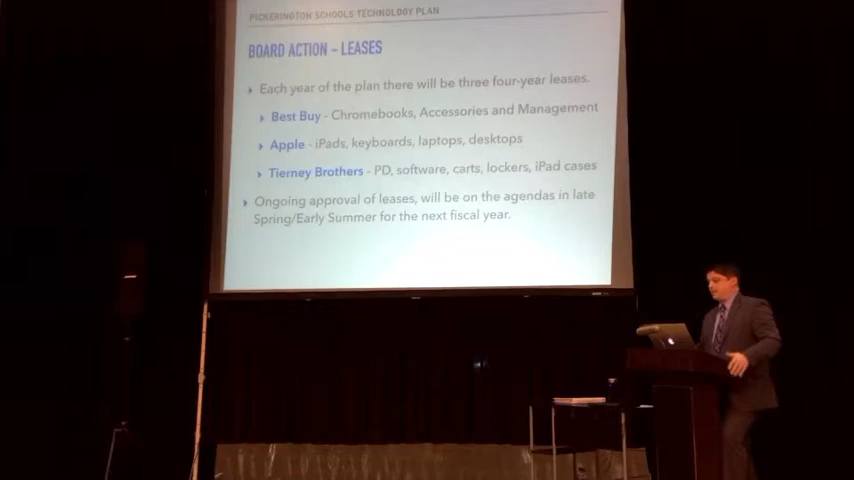 PICKERINGTON SCHOOLS TECHNOLOGY PLAN
BOARD ACTION – LEASES
Each year of the plan there will be three four-year leases.
Best Buy - Chromebooks, Accessories and Management
Apple - iPads, keyboards, laptops, desktops
Tierney Brothers - PD, software, carts, lockers, iPad cases
Ongoing approval of leases, will be on the agendas in late
Spring/Early Summer for the next fiscal year.